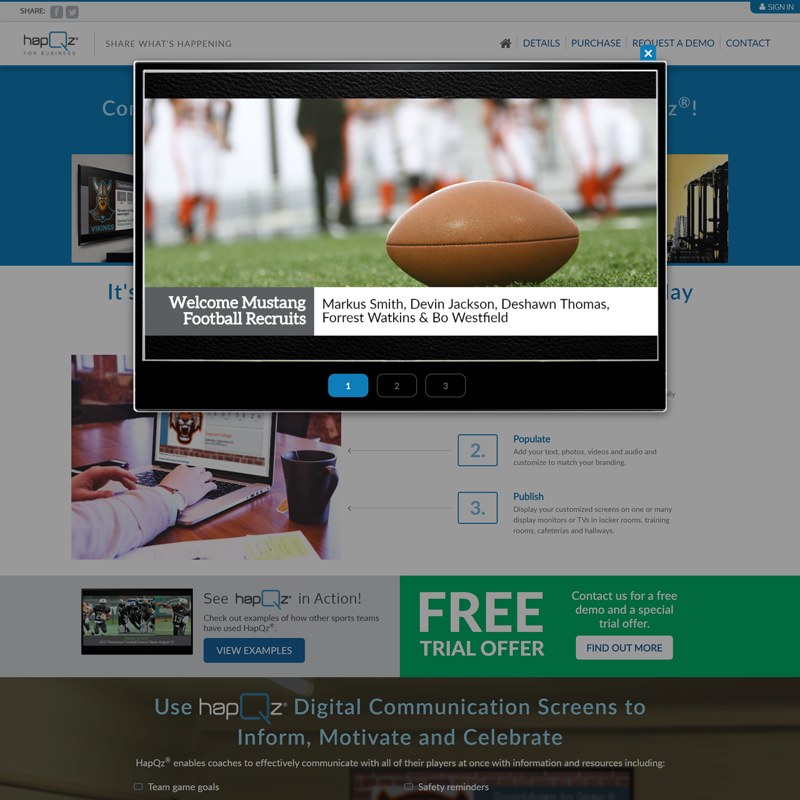 SHARE:
SIGN IN
hapQz®
FOR BUSINESS
SHARE WHAT'S HAPPENING
DETAILS
PURCHASE
REQUEST A DEMO
CONTACT
z®!
VIKINGS
It's
Welcome Mustang
Football Recruits
Markus Smith, Devin Jackson, Deshawn Thomas,
Forrest Watkins & Bo Westfield
1
2
3
2.
Populate
Add your text, photos, videos and audio and
customize to match your branding.
3.
Publish
Display your customized screens on one or many
display monitors or TVs in locker rooms, training
rooms, cafeterias and hallways.
See hapQz® in Action!
Check out examples of how other sports teams
have used HapQz®.
VIEW EXAMPLES
FREE
TRIAL OFFER
Contact us for a free
demo and a special
trial offer.
FIND OUT MORE
Use hapQz® Digital Communication Screens to
Inform, Motivate and Celebrate
HapQz® enables coaches to effectively communicate with all of their players at once with information and resources including:
Team game goals
Safety reminders